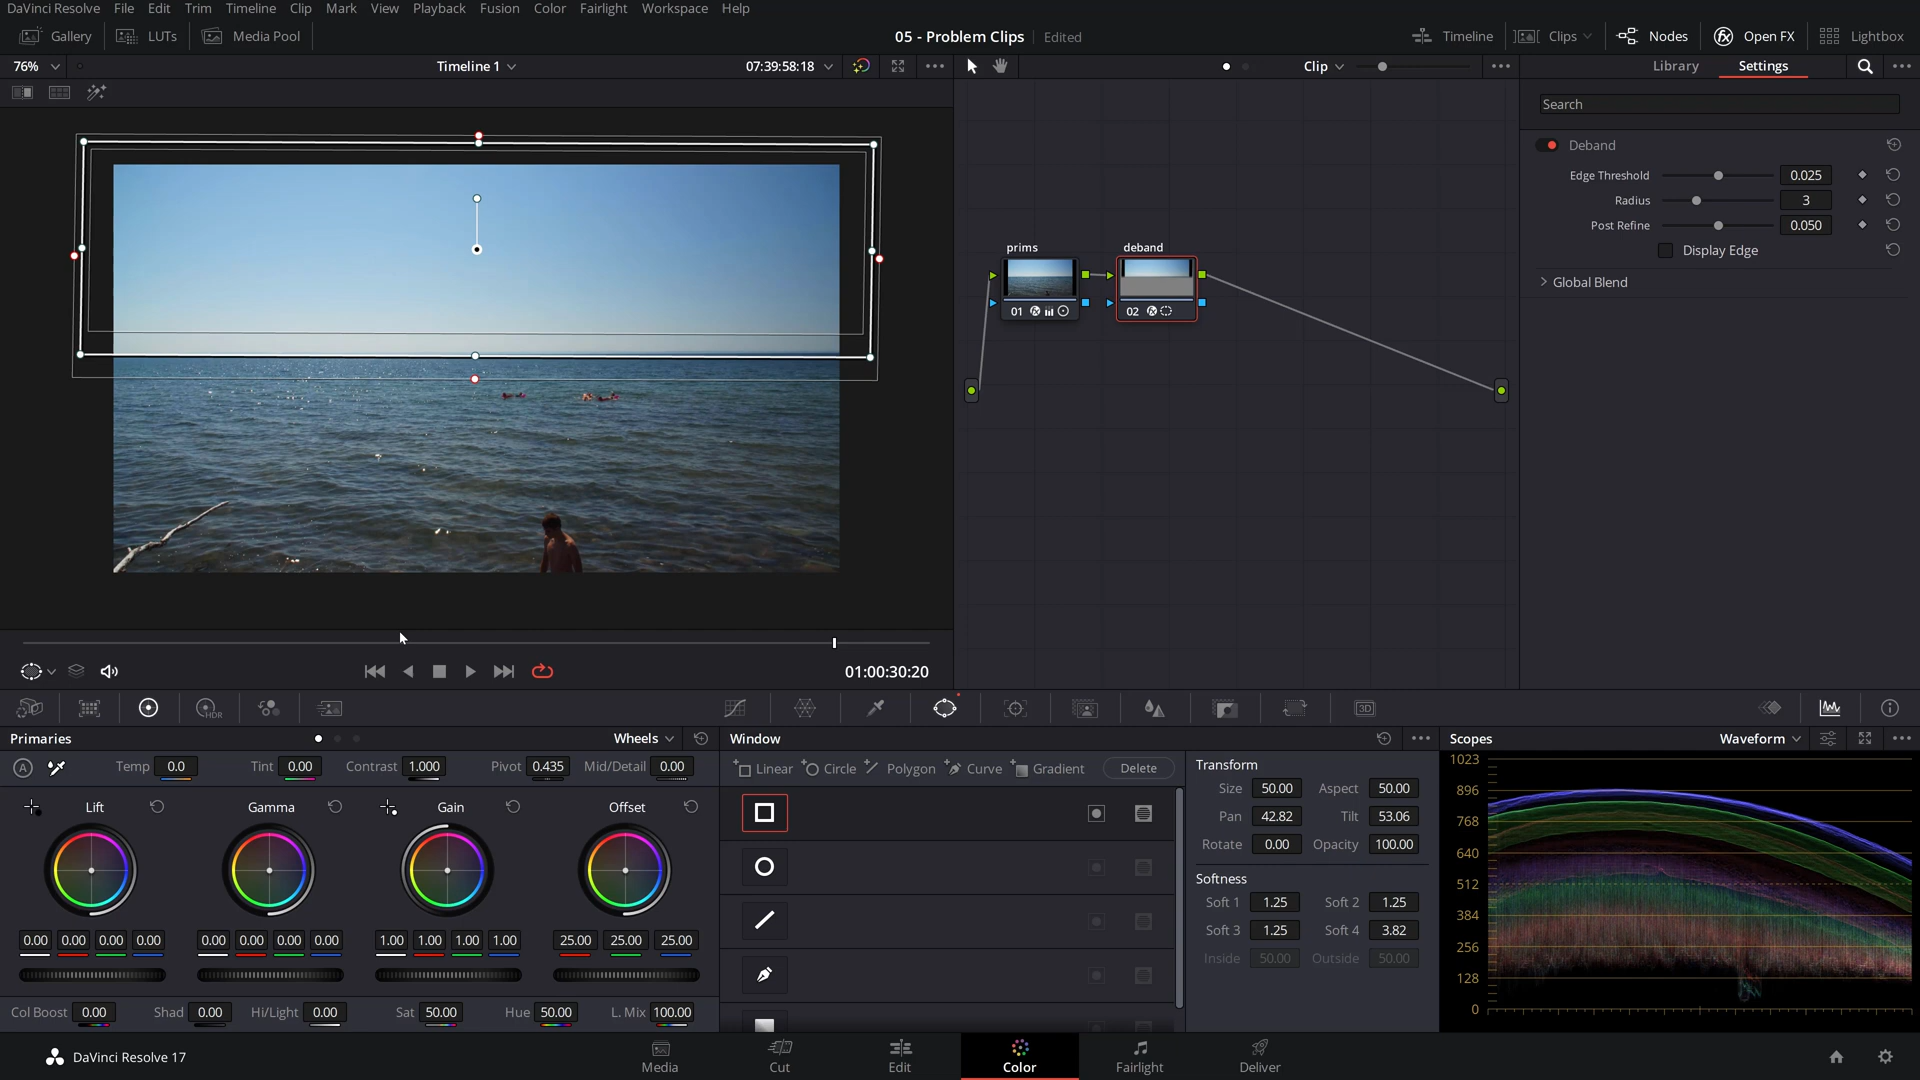 DaVinci Resolve File Edit Trim Timeline Clip Mark View Playback Fusion Color Fairlight Workspace Help
Gallery LUTs Media Pool 05 - Problem Clips Edited Timeline Clips Nodes Open FX Lightbox
76% Timeline 1 07:39:58:18 Clip Library Settings
Search
Deband
Edge Threshold 0.025
Radius 3
Post Refine 0.050
Display Edge
Global Blend
prims deband
01 02
01:00:30:20
HDR 3D
Primaries Wheels Window Scopes Waveform
A Temp 0.0 Tint 0.00 Contrast 1.000 Pivot 0.435 Mid/Detail 0.00
Linear Circle Polygon Curve Gradient Delete
Lift Gamma Gain Offset
0.00 0.00 0.00 0.00 0.00 0.00 0.00 0.00 1.00 1.00 1.00 1.00 25.00 25.00 25.00
Col Boost 0.00 Shad 0.00 Hi/Light 0.00 Sat 50.00 Hue 50.00 L. Mix 100.00
Transform
Size 50.00 Aspect 50.00
Pan 42.82 Tilt 53.06
Rotate 0.00 Opacity 100.00
Softness
Soft 1 1.25 Soft 2 1.25
Soft 3 1.25 Soft 4 3.82
Inside 50.00 Outside 50.00
1023
896
768
640
512
384
256
128
0
DaVinci Resolve 17 Media Cut Edit Color Fairlight Deliver